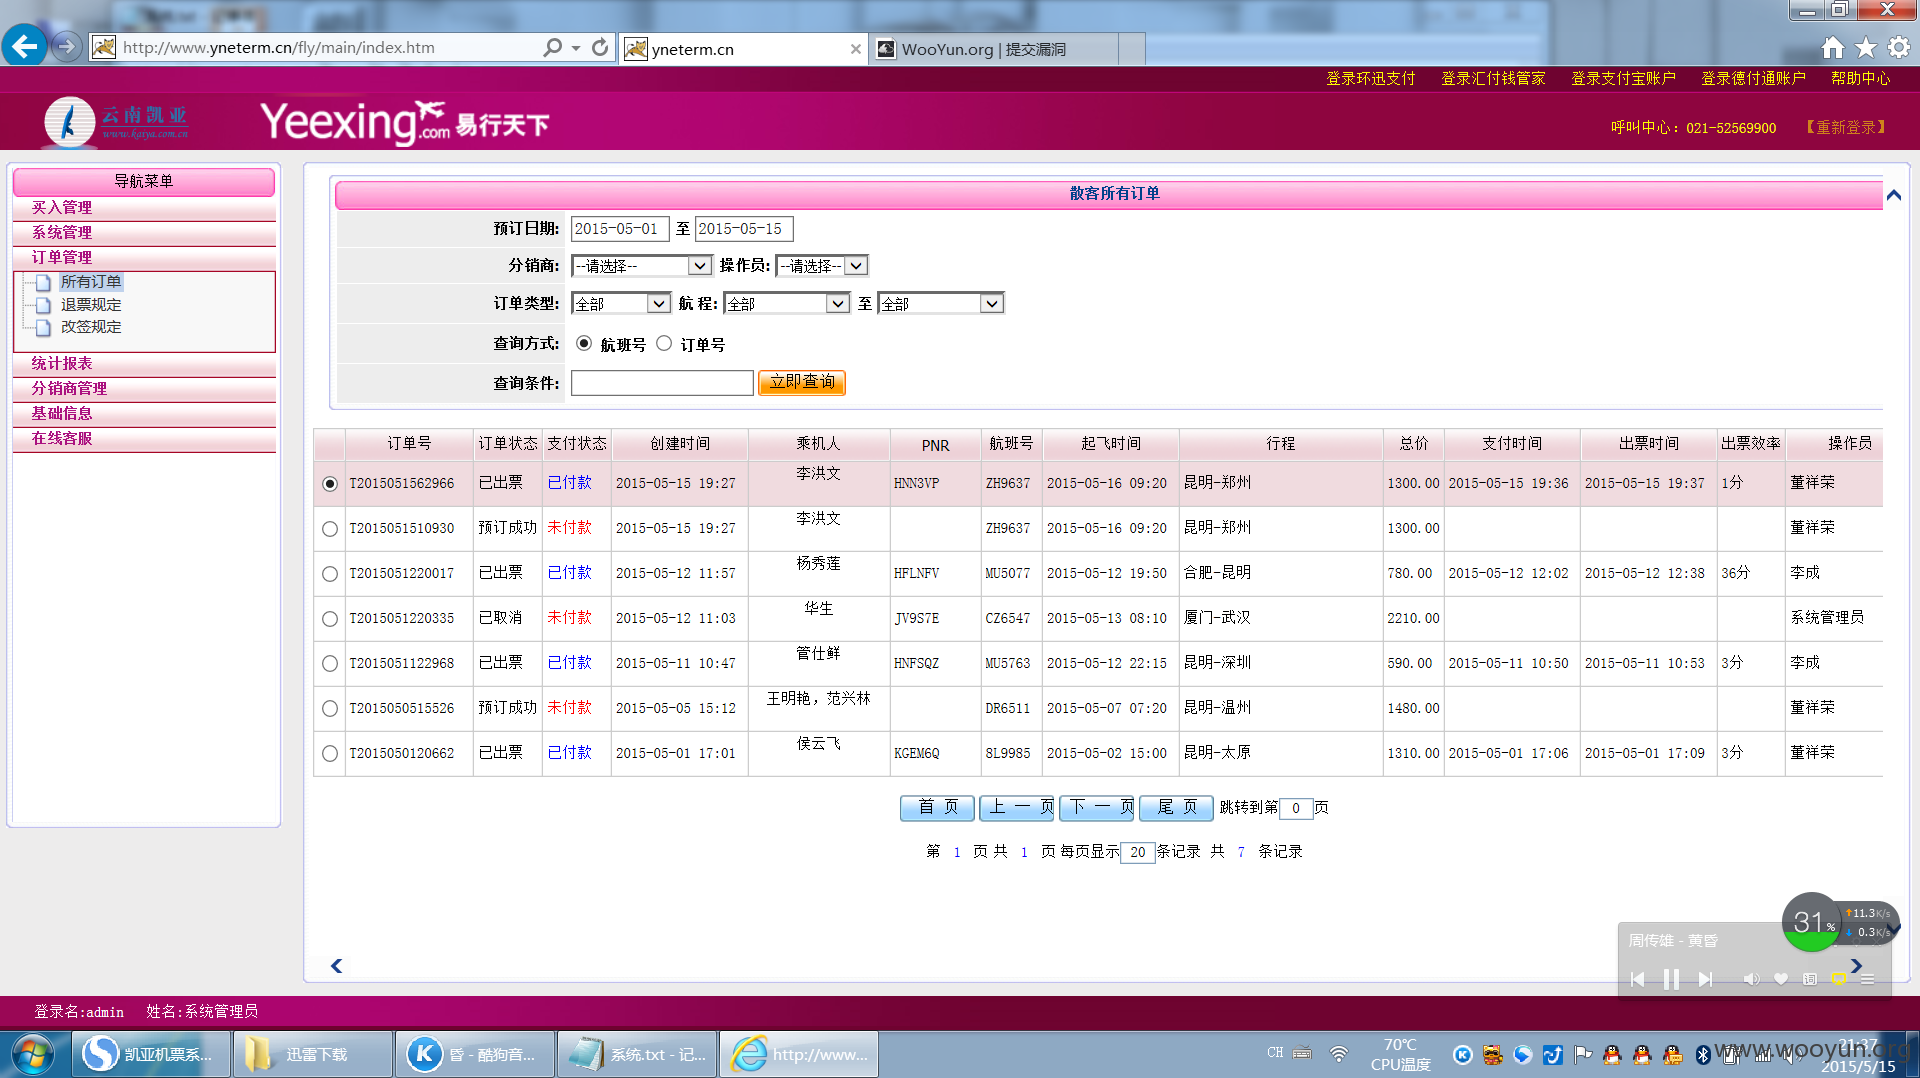 http://www.yneterm.cn/fly/main/index.htm
yneterm.cn
WooYun.org | 提交漏洞
登录环迅支付 登录汇付钱管家 登录支付宝账户 登录德付通账户 帮助中心
云南凯亚
www.kaiya.com.cn
Yeexing.com 易行天下
呼叫中心：021-52569900 【重新登录】
导航菜单
买入管理
系统管理
订单管理
所有订单
退票规定
改签规定
统计报表
分销商管理
基础信息
在线客服
散客所有订单
预订日期: 2015-05-01 至 2015-05-15
分销商: --请选择-- 操作员: --请选择--
订单类型: 全部 航 程: 全部 至 全部
查询方式: 航班号 订单号
查询条件: 立即查询
订单号 订单状态 支付状态 创建时间 乘机人 PNR 航班号 起飞时间 行程 总价 支付时间 出票时间 出票效率 操作员
T2015051562966 已出票 已付款 2015-05-15 19:27 李洪文 HNN3VP ZH9637 2015-05-16 09:20 昆明-郑州 1300.00 2015-05-15 19:36 2015-05-15 19:37 1分 董祥荣
T2015051510930 预订成功 未付款 2015-05-15 19:27 李洪文 ZH9637 2015-05-16 09:20 昆明-郑州 1300.00 董祥荣
T2015051220017 已出票 已付款 2015-05-12 11:57 杨秀莲 HFLNFV MU5077 2015-05-12 19:50 合肥-昆明 780.00 2015-05-12 12:02 2015-05-12 12:38 36分 李成
T2015051220335 已取消 未付款 2015-05-12 11:03 华生 JV9S7E CZ6547 2015-05-13 08:10 厦门-武汉 2210.00 系统管理员
T2015051122968 已出票 已付款 2015-05-11 10:47 管仕鲜 HNFSQZ MU5763 2015-05-12 22:15 昆明-深圳 590.00 2015-05-11 10:50 2015-05-11 10:53 3分 李成
T2015050515526 预订成功 未付款 2015-05-05 15:12 王明艳，范兴林 DR6511 2015-05-07 07:20 昆明-温州 1480.00 董祥荣
T2015050120662 已出票 已付款 2015-05-01 17:01 侯云飞 KGEM6Q 8L9985 2015-05-02 15:00 昆明-太原 1310.00 2015-05-01 17:06 2015-05-01 17:09 3分 董祥荣
首 页 上 一 页 下 一 页 尾 页 跳转到第 0 页
第 1 页 共 1 页 每页显示 20 条记录 共 7 条记录
31% 11.3K/s
0.3K/s
周传雄 - 黄昏
词
登录名:admin 姓名:系统管理员
凯亚机票系... 迅雷下载 昏 - 酷狗音... 系统.txt - 记... http://www...
CH 70℃ 21:37
CPU温度 2015/5/15
www.wooyun.org